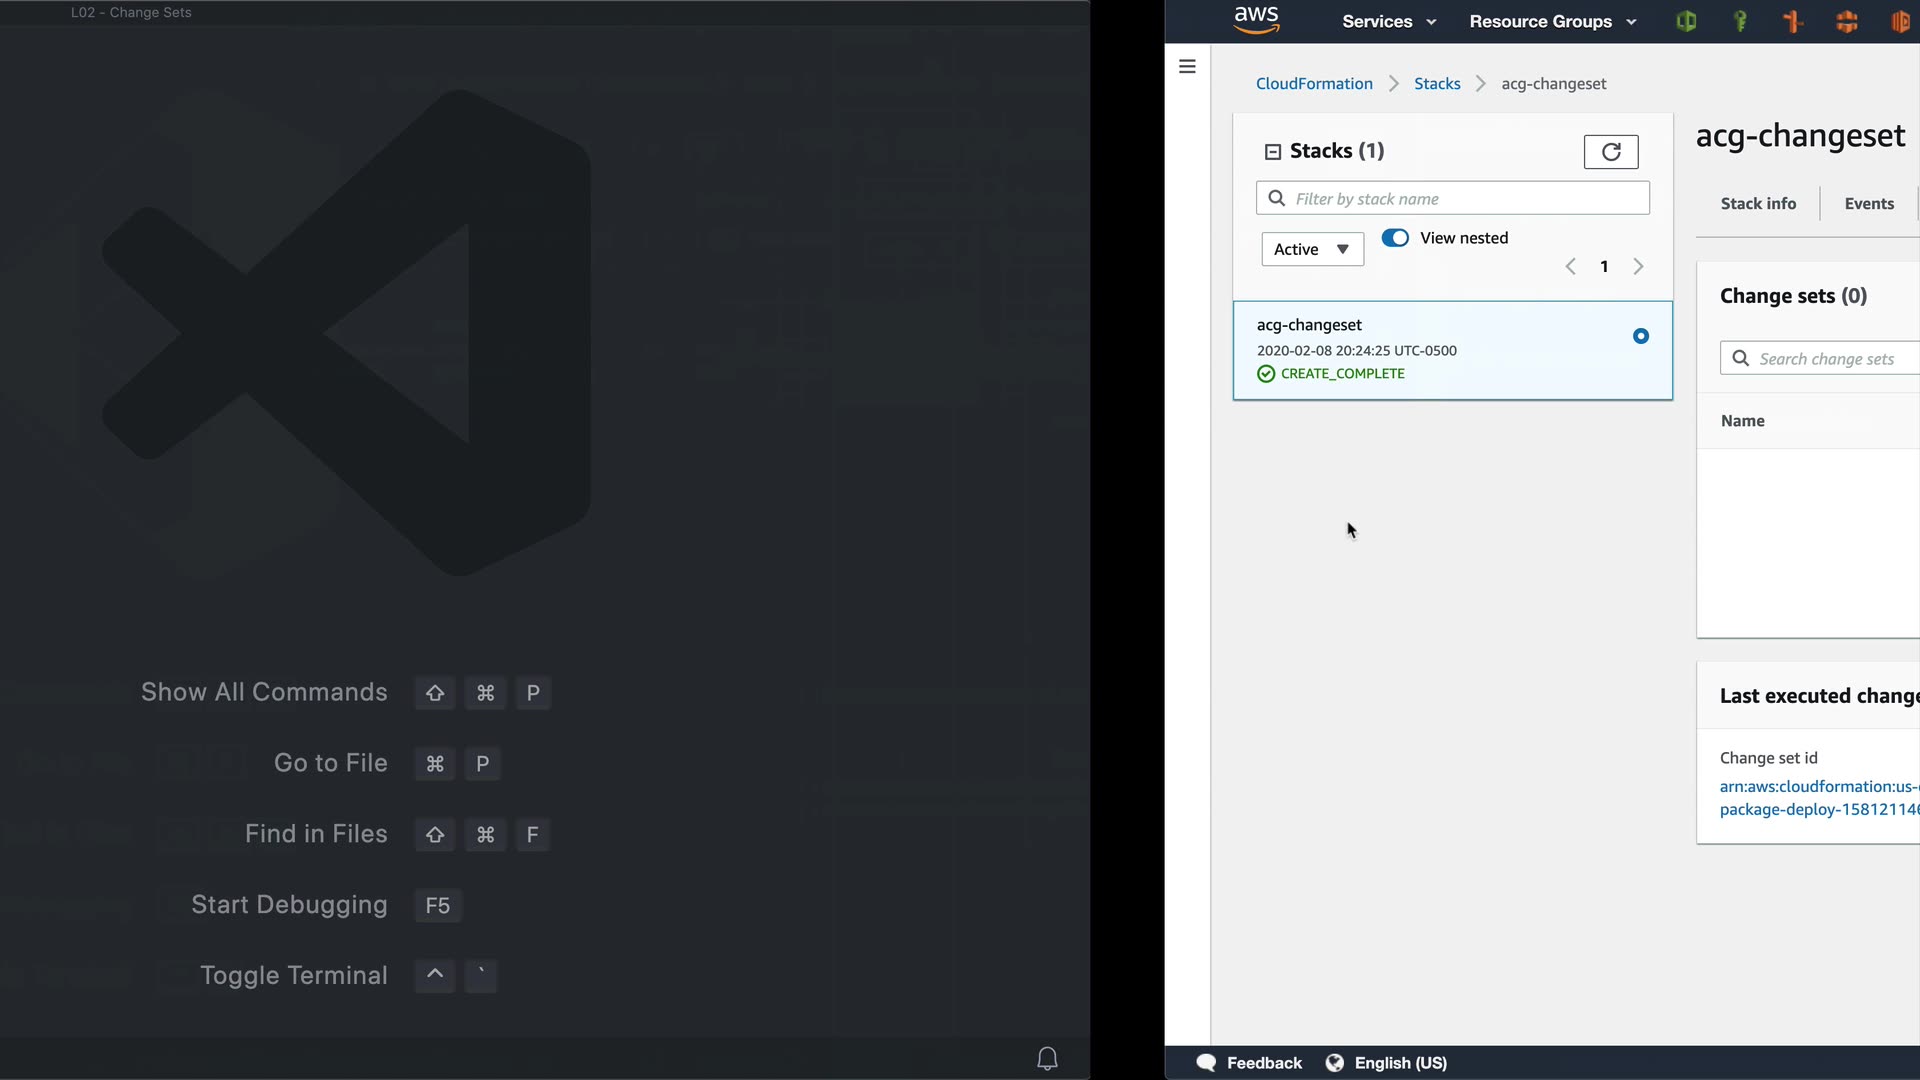 L02 - Change Sets
Show All Commands ⇧ ⌘ P
Go to File ⌘ P
Find in Files ⇧ ⌘ F
Start Debugging F5
Toggle Terminal ^ `
aws Services Resource Groups
CloudFormation Stacks acg-changeset
Stacks (1)
Filter by stack name
Active View nested
1
acg-changeset
2020-02-08 20:24:25 UTC-0500
CREATE_COMPLETE
acg-changeset
Stack info Events
Change sets (0)
Search change sets
Name
Last executed change
Change set id
arn:aws:cloudformation:us-
package-deploy-15812114
Feedback English (US)